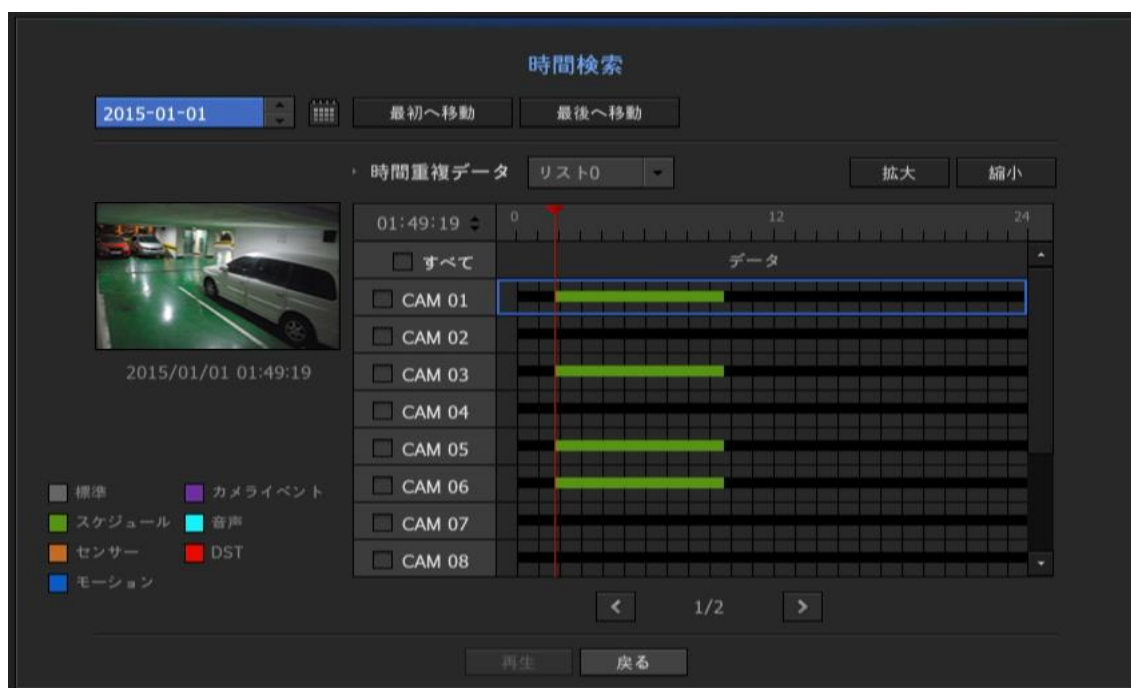 時間検索
2015-01-01 最初へ移動 最後へ移動
時間重複データ リスト0 拡大 縮小
01:49:19 0 12 24
すべて データ
CAM 01
CAM 02
CAM 03
CAM 04
CAM 05
CAM 06
CAM 07
CAM 08
2015/01/01 01:49:19
標準 カメライベント
スケジュール 音声
センサー DST
モーション
1/2
再生 戻る